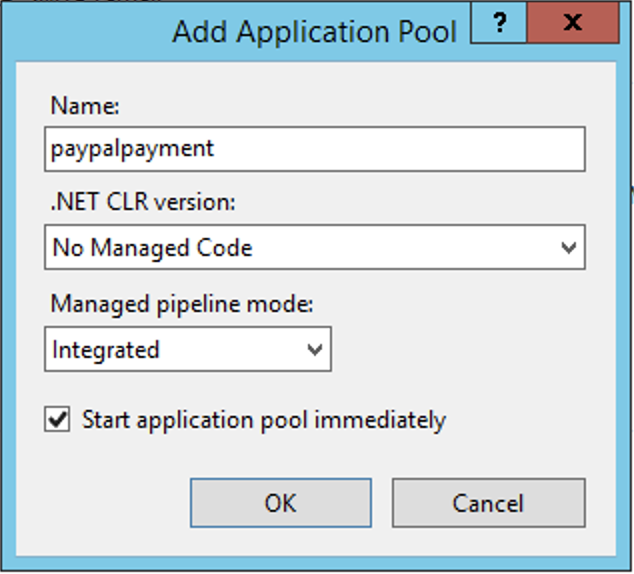 Add Application Pool
?
X
Name:
paypalpayment
.NET CLR version:
No Managed Code
Managed pipeline mode:
Integrated
Start application pool immediately
OK
Cancel